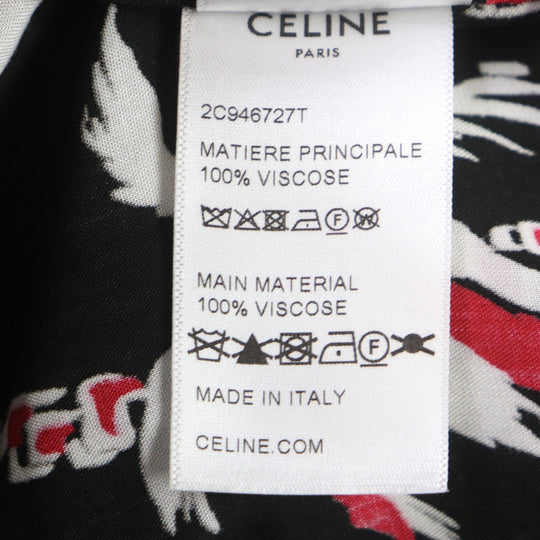 CELINE
PARIS
2C946727T
MATIERE PRINCIPALE
100% VISCOSE
F W
MAIN MATERIAL
100% VISCOSE
F
MADE IN ITALY
CELINE.COM